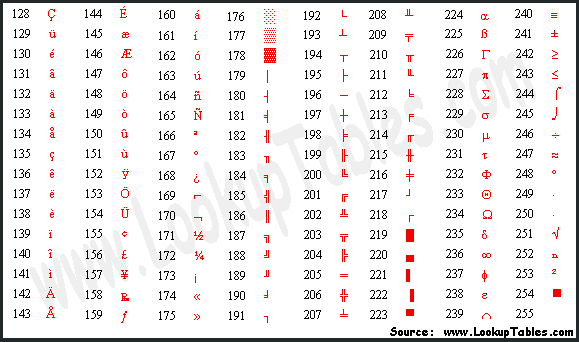 128 Ç 144 É 160 á 176 ░ 192 └ 208 ╨ 224 α 240 ≡
129 ü 145 æ 161 í 177 ▒ 193 ┴ 209 ╤ 225 ß 241 ±
130 é 146 Æ 162 ó 178 ▓ 194 ┬ 210 ╥ 226 Γ 242 ≥
131 â 147 ô 163 ú 179 │ 195 ├ 211 ╙ 227 π 243 ≤
132 ä 148 ö 164 ñ 180 ┤ 196 ─ 212 ╘ 228 Σ 244 ⌠
133 à 149 ò 165 Ñ 181 ╡ 197 ┼ 213 ╒ 229 σ 245 ⌡
134 å 150 û 166 ª 182 ╢ 198 ╞ 214 ╓ 230 µ 246 ÷
135 ç 151 ù 167 º 183 ╖ 199 ╟ 215 ╫ 231 τ 247 ≈
136 ê 152 ÿ 168 ¿ 184 ╕ 200 ╚ 216 ╪ 232 Φ 248 °
137 ë 153 Ö 169 ⌐ 185 ╣ 201 ╔ 217 ┘ 233 Θ 249 ∙
138 è 154 Ü 170 ¬ 186 ║ 202 ╩ 218 ┌ 234 Ω 250 ·
139 ï 155 ¢ 171 ½ 187 ╗ 203 ╦ 219 █ 235 δ 251 √
140 î 156 £ 172 ¼ 188 ╝ 204 ╠ 220 ▄ 236 ∞ 252 ⁿ
141 ì 157 ¥ 173 ¡ 189 ╜ 205 ═ 221 ▌ 237 φ 253 ²
142 Ä 158 ₧ 174 « 190 ╛ 206 ╬ 222 ▐ 238 ε 254 ■
143 Å 159 ƒ 175 » 191 ┐ 207 ╧ 223 ▀ 239 ∩ 255
www.LookupTables.com
Source: www.LookupTables.com